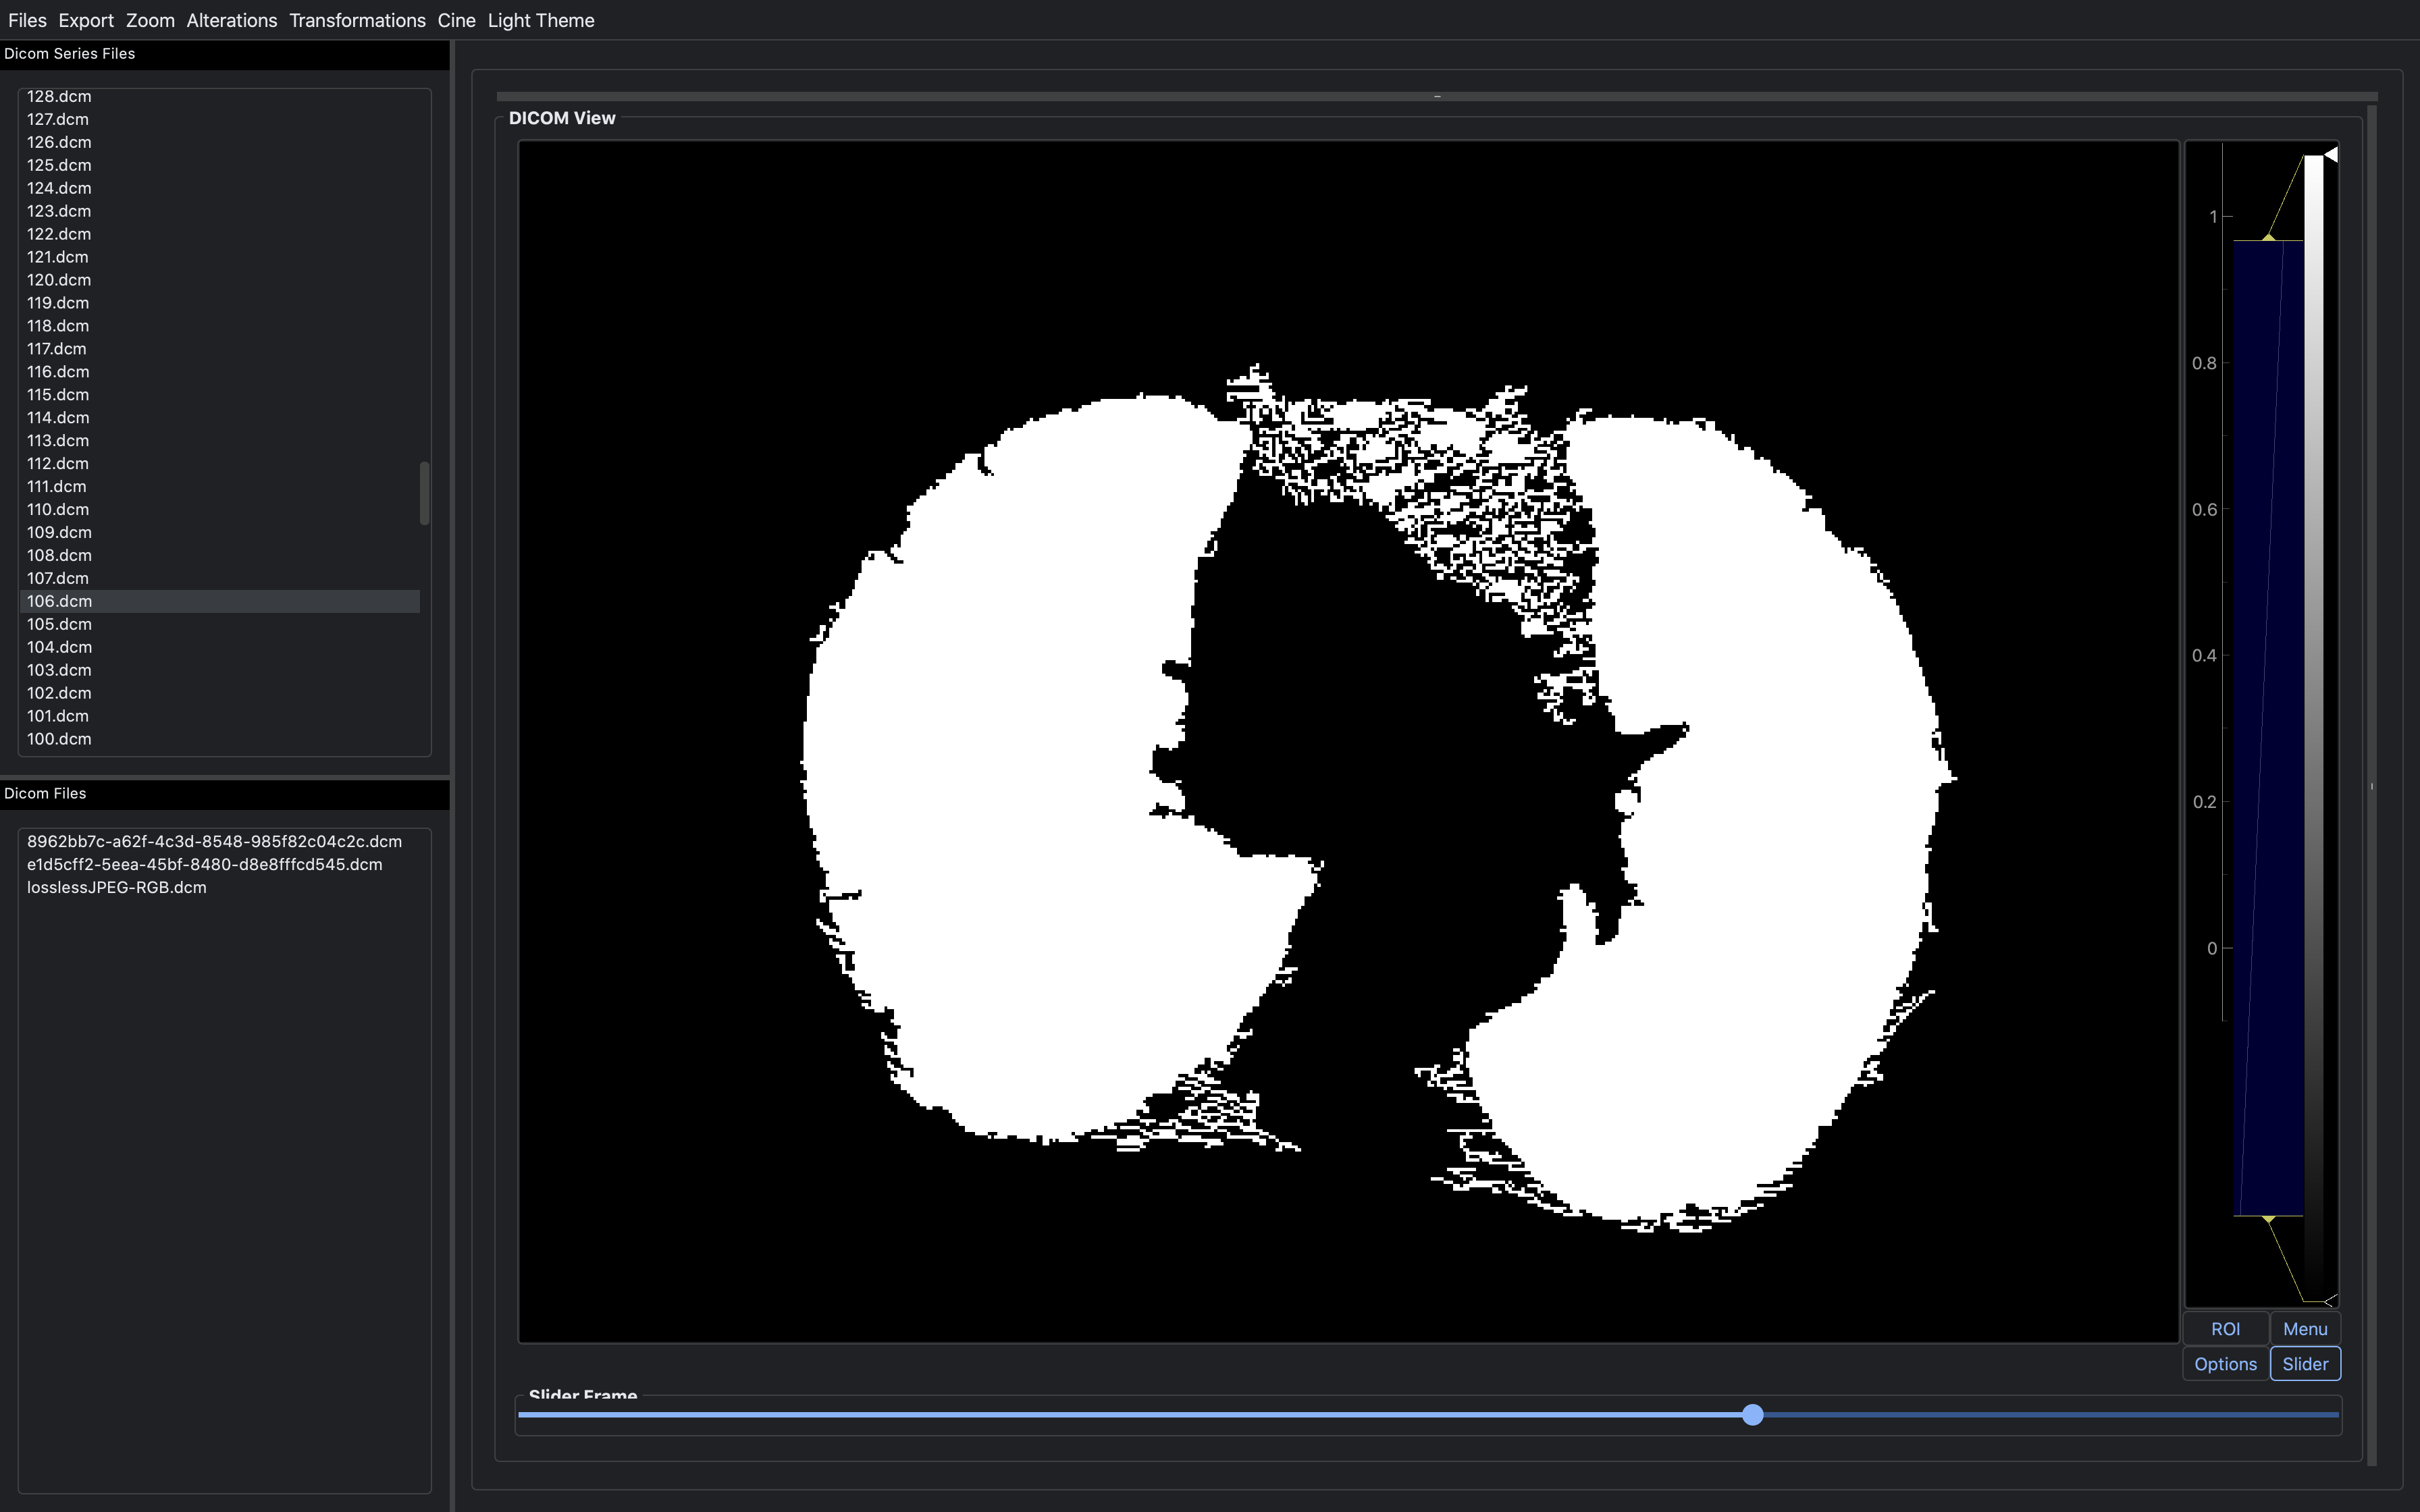 Files Export Zoom Alterations Transformations Cine Light Theme
Dicom Series Files
128.dcm
127.dcm
126.dcm
125.dcm
124.dcm
123.dcm
122.dcm
121.dcm
120.dcm
119.dcm
118.dcm
117.dcm
116.dcm
115.dcm
114.dcm
113.dcm
112.dcm
111.dcm
110.dcm
109.dcm
108.dcm
107.dcm
106.dcm
105.dcm
104.dcm
103.dcm
102.dcm
101.dcm
100.dcm
Dicom Files
8962bb7c-a62f-4c3d-8548-985f82c04c2c.dcm
e1d5cff2-5eea-45bf-8480-d8e8fffcd545.dcm
losslessJPEG-RGB.dcm
DICOM View
1
0.8
0.6
0.4
0.2
0
ROI Menu
Options Slider
Slider Frame